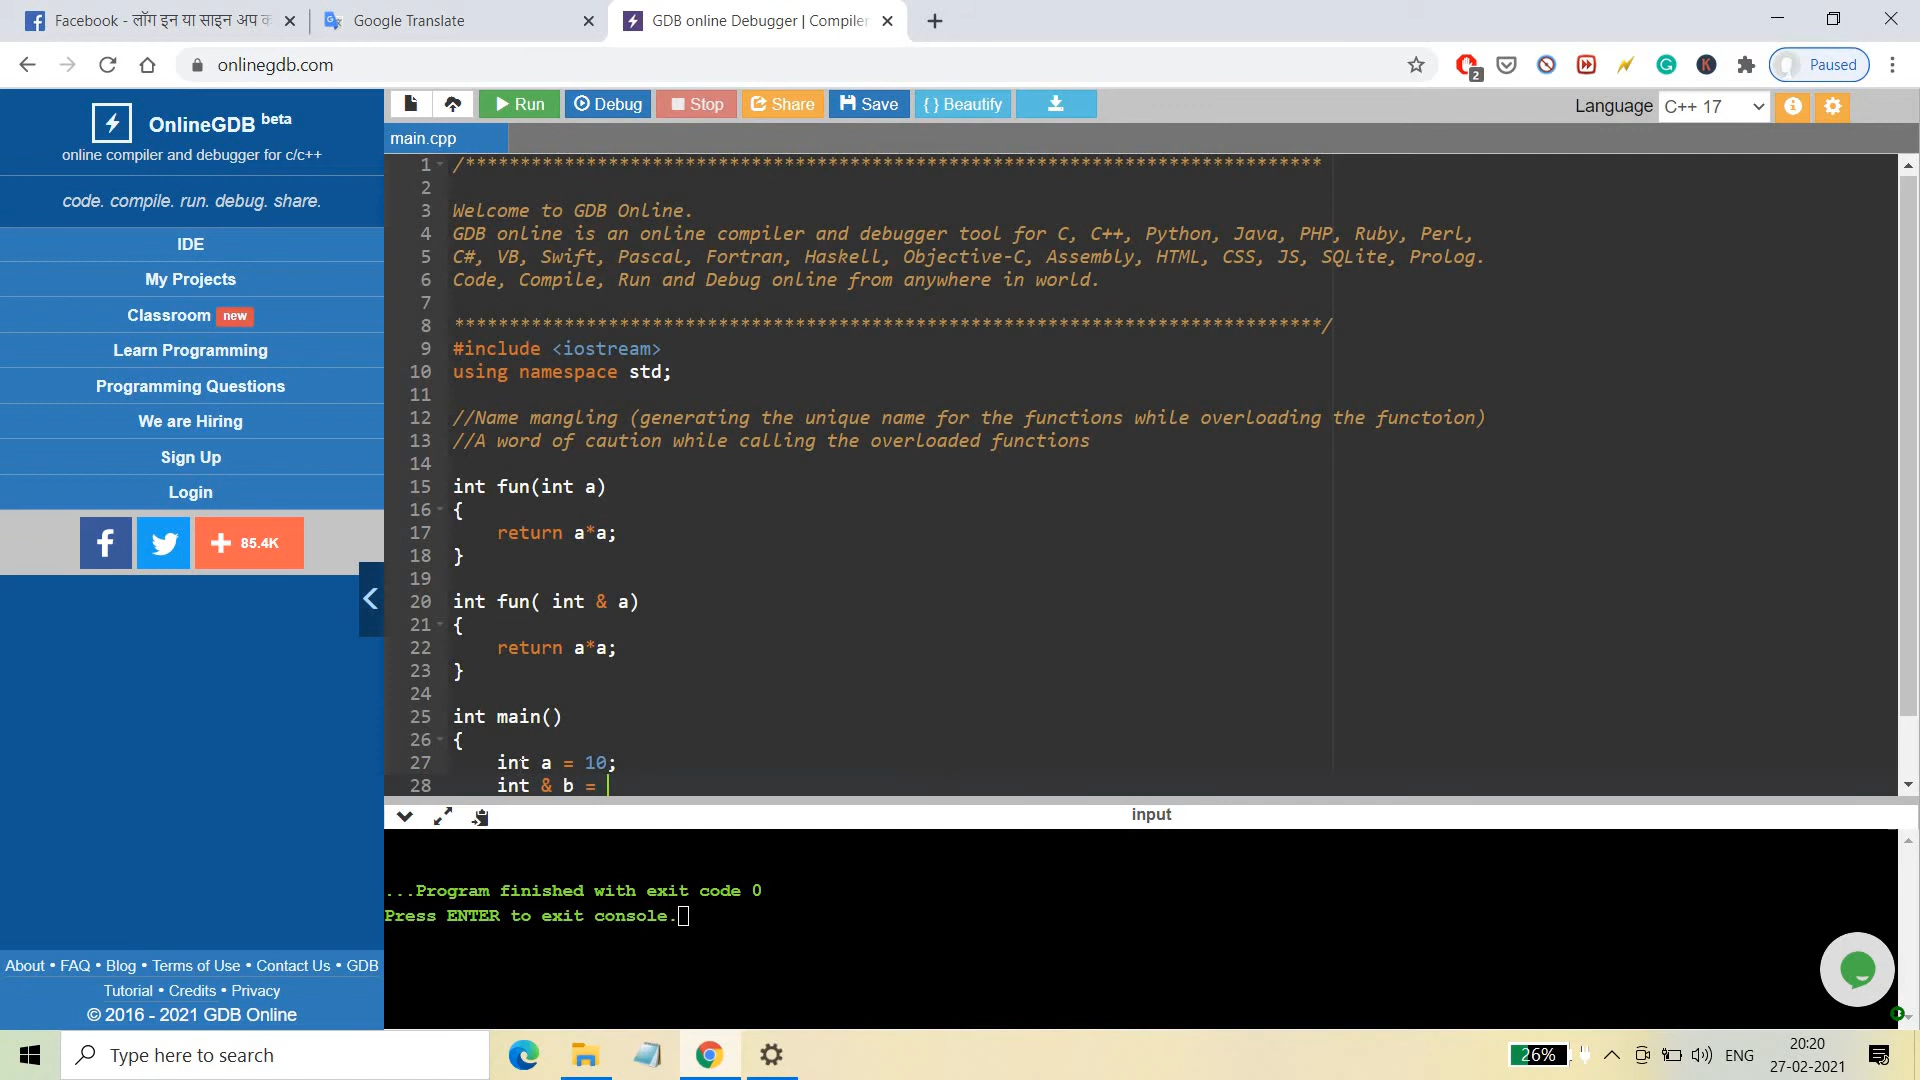 Facebook - लॉग इन या साइन अप क
Google Translate
GDB online Debugger | Compiler
onlinegdb.com
2
Paused
OnlineGDB beta
online compiler and debugger for c/c++
code. compile. run. debug. share.
IDE
My Projects
Classroom new
Learn Programming
Programming Questions
We are Hiring
Sign Up
Login
85.4K
About • FAQ • Blog • Terms of Use • Contact Us • GDB
Tutorial • Credits • Privacy
© 2016 - 2021 GDB Online
Run Debug Stop Share Save { } Beautify
Language C++ 17
main.cpp
1 /******************************************************************************
2
3 Welcome to GDB Online.
4 GDB online is an online compiler and debugger tool for C, C++, Python, Java, PHP, Ruby, Perl,
5 C#, VB, Swift, Pascal, Fortran, Haskell, Objective-C, Assembly, HTML, CSS, JS, SQLite, Prolog.
6 Code, Compile, Run and Debug online from anywhere in world.
7
8 *******************************************************************************/
9 #include <iostream>
10 using namespace std;
11
12 //Name mangling (generating the unique name for the functions while overloading the functoion)
13 //A word of caution while calling the overloaded functions
14
15 int fun(int a)
16 {
17 return a*a;
18 }
19
20 int fun( int & a)
21 {
22 return a*a;
23 }
24
25 int main()
26 {
27 int a = 10;
28 int & b =
input
...Program finished with exit code 0
Press ENTER to exit console.
Type here to search
26%
ENG
20:20
27-02-2021